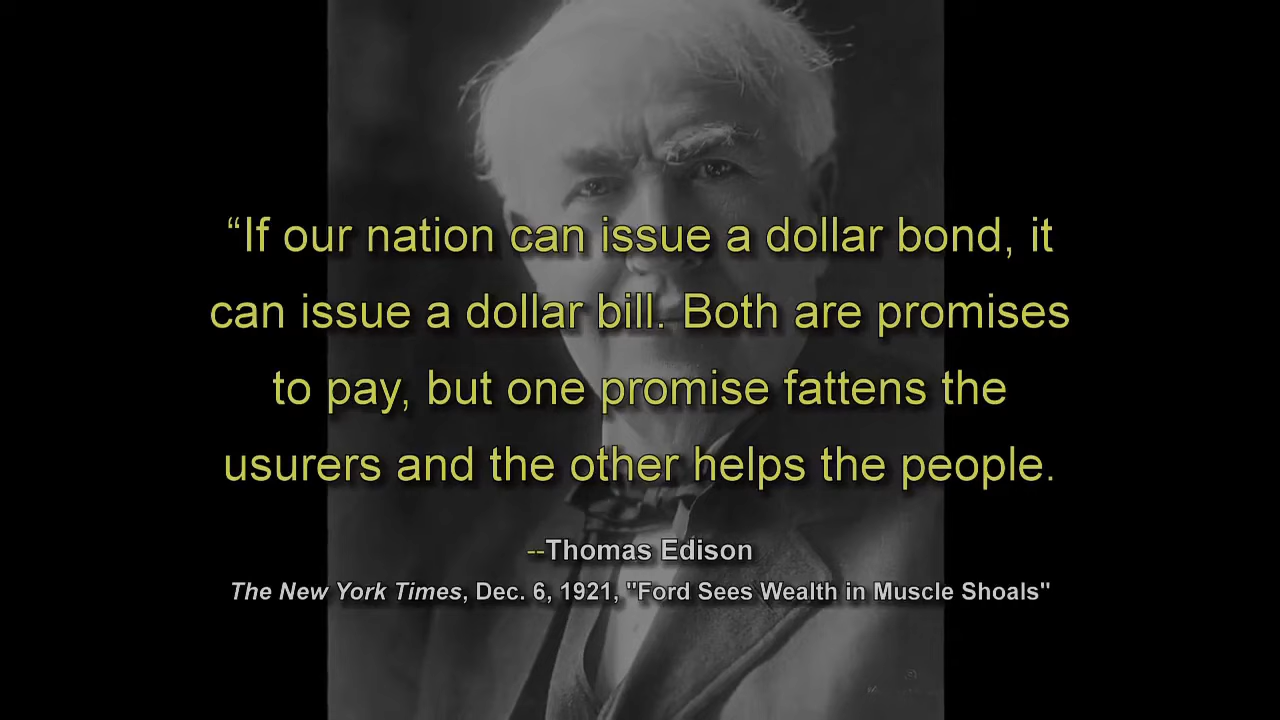 “If our nation can issue a dollar bond, it
can issue a dollar bill. Both are promises
to pay, but one promise fattens the
usurers and the other helps the people.
--Thomas Edison
The New York Times, Dec. 6, 1921, "Ford Sees Wealth in Muscle Shoals"